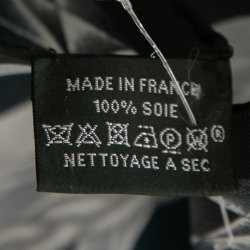 MADE IN FRANCE
100% SOIE
®
NETTOYAGE A SEC